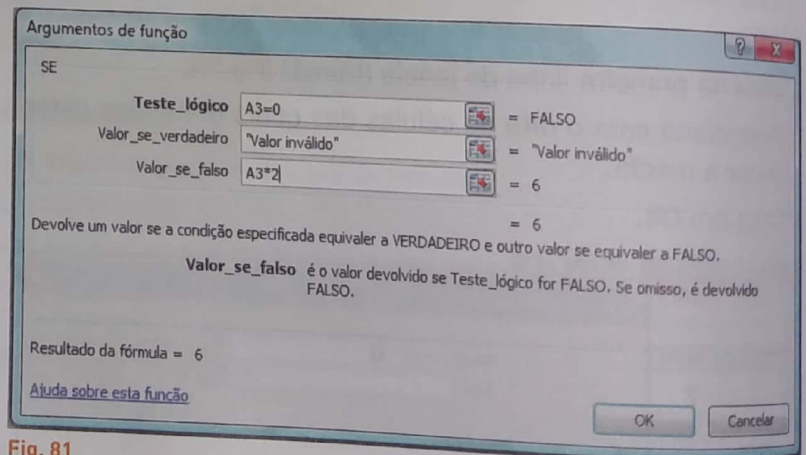 Argumentos de função
SE
Teste_lógico A3=0 = FALSO
Valor_se_verdadeiro "Valor inválido" = "Valor inválido"
Valor_se_falso A3*2 = 6
= 6
Devolve um valor se a condição especificada equivaler a VERDADEIRO e outro valor se equivaler a FALSO.
Valor_se_falso é o valor devolvido se Teste_lógico for FALSO. Se omisso, é devolvido
FALSO.
Resultado da fórmula = 6
Ajuda sobre esta função
OK Cancelar
Fig. 81